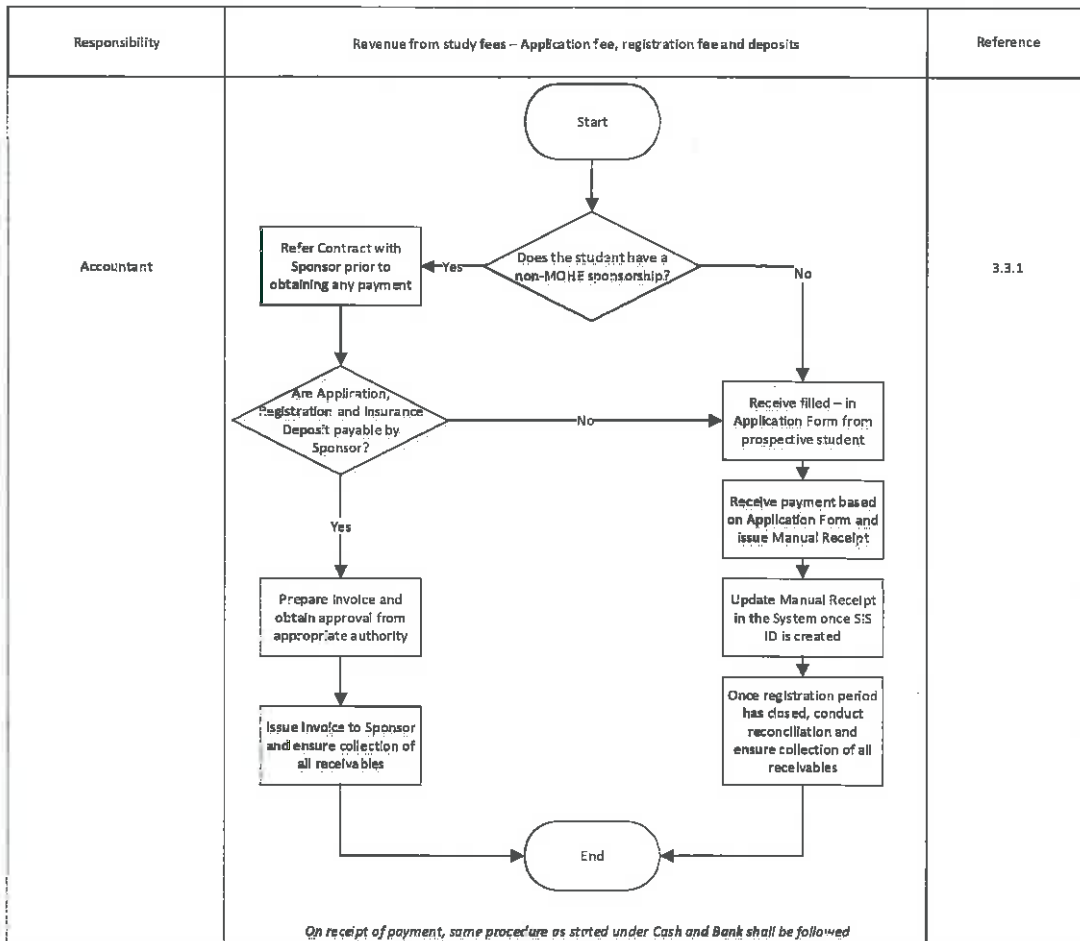 Responsibility
Revenue from study fees – Application fee, registration fee and deposits
Reference
Start
Accountant
Refer Contract with
Sponsor prior to
obtaining any payment
Yes
Does the student have a
non-MOHE sponsorship?
No
3.3.1
Are Application,
Registration and Insurance
Deposit payable by
Sponsor?
No
Receive filled – in
Application Form from
prospective student
Yes
Receive payment based
on Application Form and
issue Manual Receipt
Prepare Invoice and
obtain approval from
appropriate authority
Update Manual Receipt
in the System once SIS
ID is created
Issue Invoice to Sponsor
and ensure collection of
all receivables
Once registration period
has closed, conduct
reconciliation and
ensure collection of all
receivables
End
On receipt of payment, same procedure as stated under Cash and Bank shall be followed